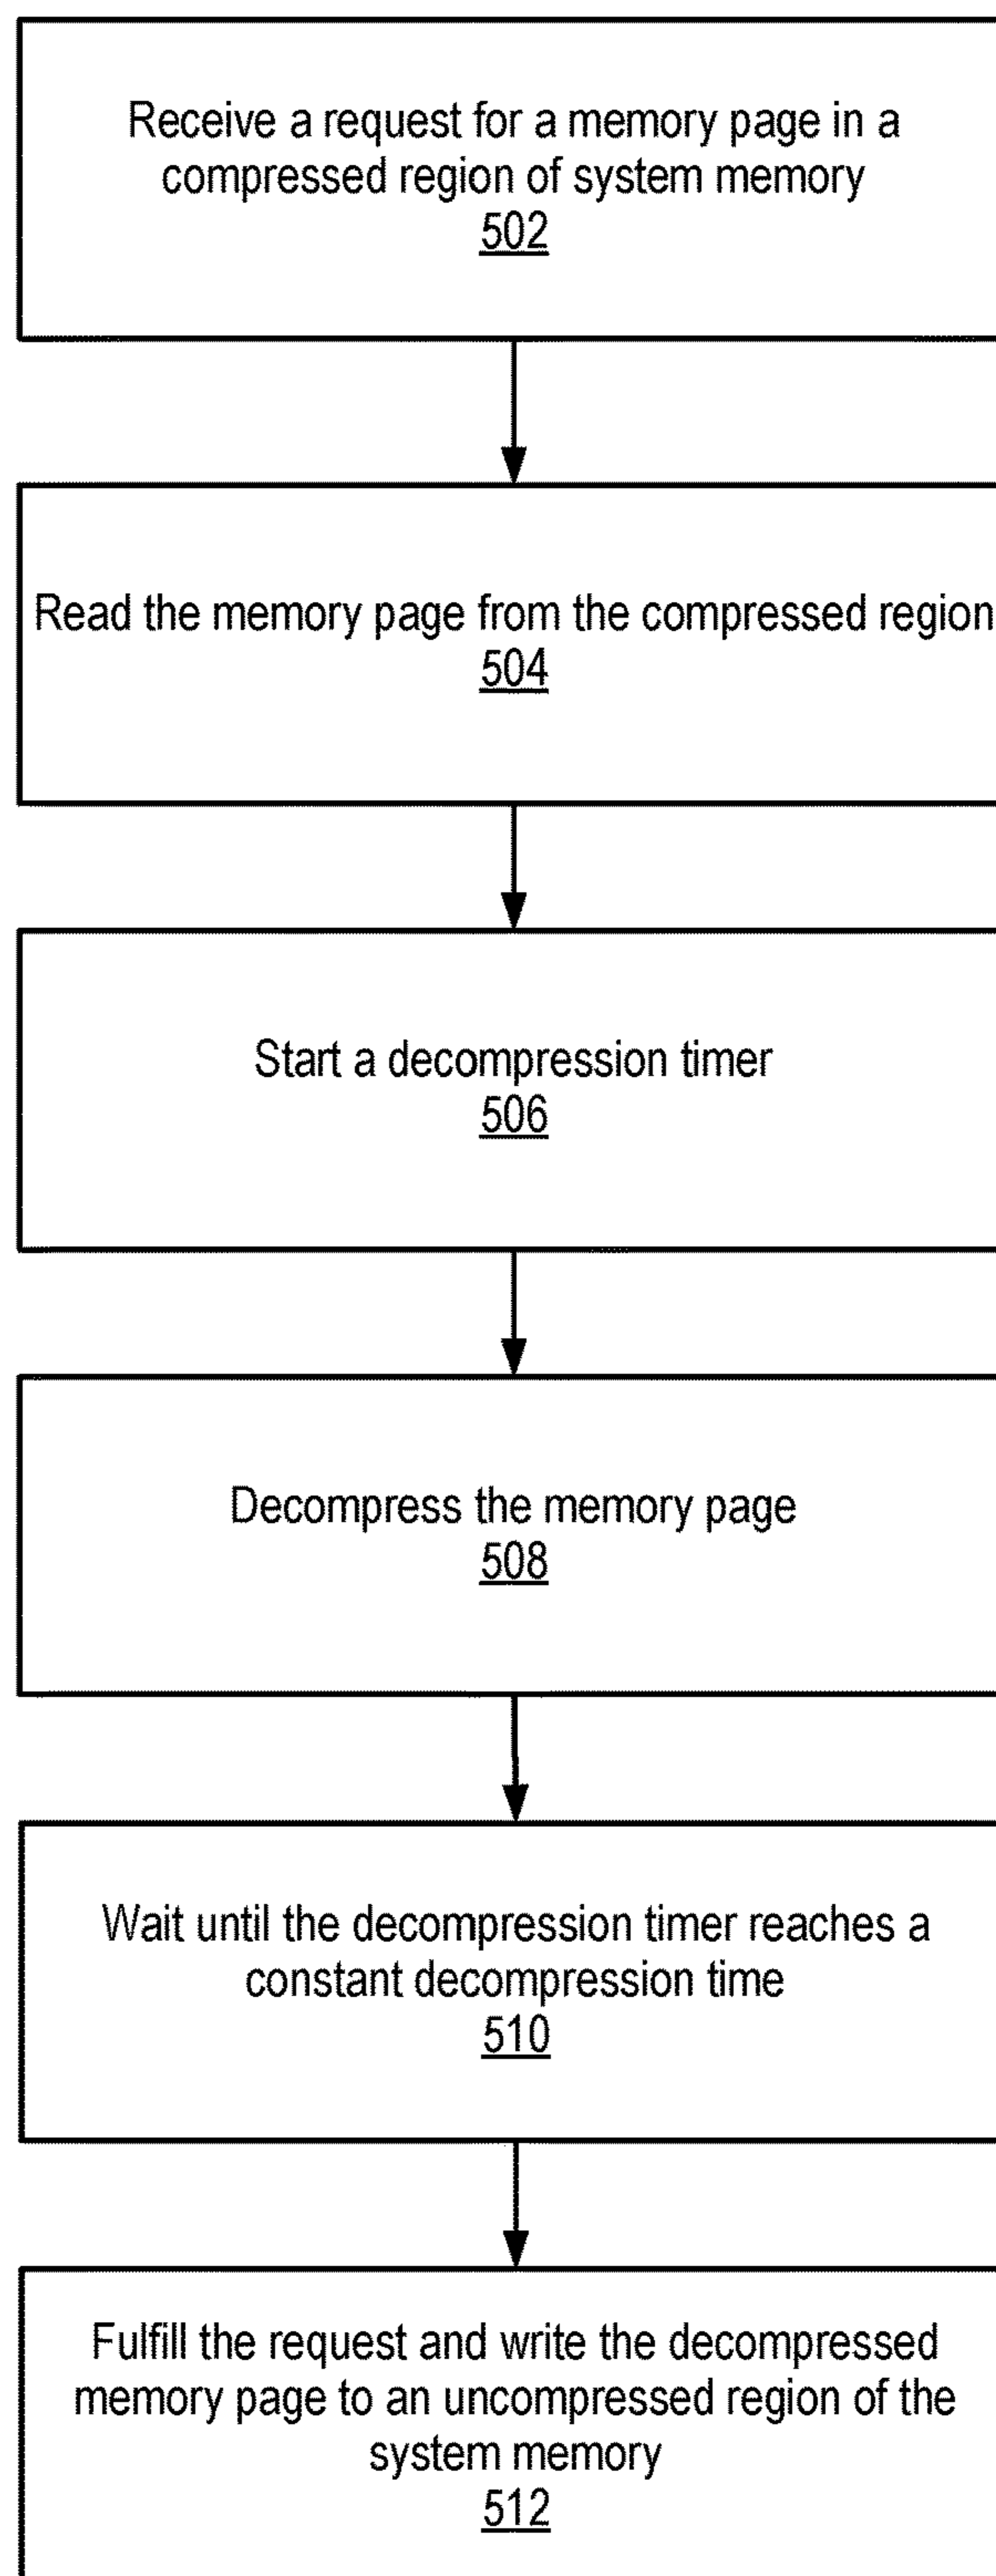 Receive a request for a memory page in a
compressed region of system memory
502
Read the memory page from the compressed region
504
Start a decompression timer
506
Decompress the memory page
508
Wait until the decompression timer reaches a
constant decompression time
510
Fulfill the request and write the decompressed
memory page to an uncompressed region of the
system memory
512